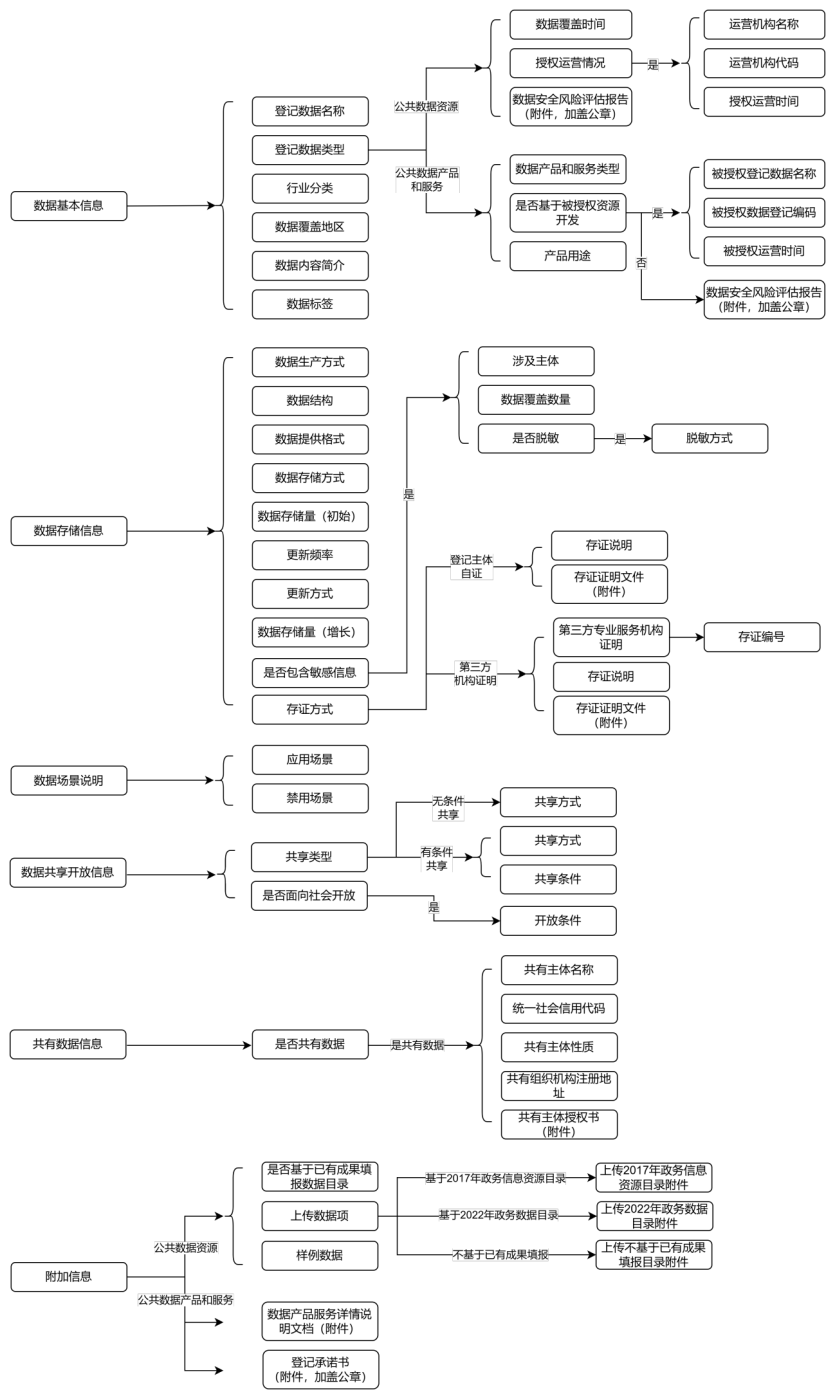 数据基本信息
登记数据名称
登记数据类型
行业分类
数据覆盖地区
数据内容简介
数据标签
公共数据资源
数据覆盖时间
授权运营情况
数据安全风险评估报告
（附件，加盖公章）
是
运营机构名称
运营机构代码
授权运营时间
公共数据产品
和服务
数据产品和服务类型
是否基于被授权资源
开发
产品用途
是
被授权登记数据名称
被授权数据登记编码
被授权运营时间
否
数据安全风险评估报告
（附件，加盖公章）
数据存储信息
数据生产方式
数据结构
数据提供格式
数据存储方式
数据存储量（初始）
更新频率
更新方式
数据存储量（增长）
是否包含敏感信息
存证方式
是
涉及主体
数据覆盖数量
是否脱敏
是
脱敏方式
登记主体
自证
存证说明
存证证明文件
（附件）
第三方
机构证明
第三方专业服务机构
证明
存证编号
存证说明
存证证明文件
（附件）
数据场景说明
应用场景
禁用场景
数据共享开放信息
共享类型
是否面向社会开放
无条件
共享
共享方式
有条件
共享
共享方式
共享条件
是
开放条件
共有数据信息
是否共有数据
是共有数据
共有主体名称
统一社会信用代码
共有主体性质
共有组织机构注册地
址
共有主体授权书
（附件）
附加信息
公共数据资源
是否基于已有成果填
报数据目录
上传数据项
样例数据
基于2017年政务信息资源目录
上传2017年政务信息
资源目录附件
基于2022年政务数据目录
上传2022年政务数据
目录附件
不基于已有成果填报
上传不基于已有成果
填报目录附件
公共数据产品和服务
数据产品服务详情说
明文档（附件）
登记承诺书
（附件，加盖公章）